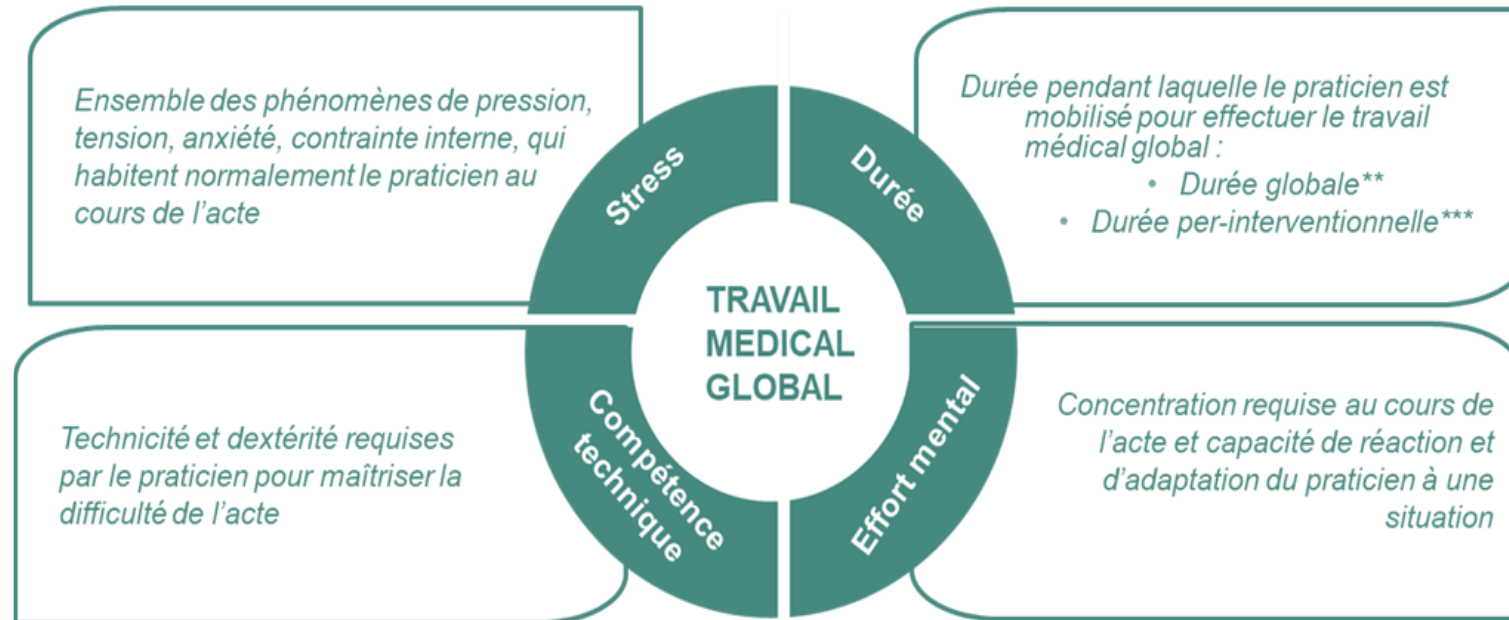 Ensemble des phénomènes de pression,
tension, anxiété, contrainte interne, qui
habitent normalement le praticien au
cours de l'acte
Stress
Durée
Durée pendant laquelle le praticien est
mobilisé pour effectuer le travail
médical global :
• Durée globale**
• Durée per-interventionnelle***
TRAVAIL
MEDICAL
GLOBAL
Technicité et dextérité requises
par le praticien pour maîtriser la
difficulté de l'acte
Compétence
technique
Effort mental
Concentration requise au cours de
l'acte et capacité de réaction et
d'adaptation du praticien à une
situation